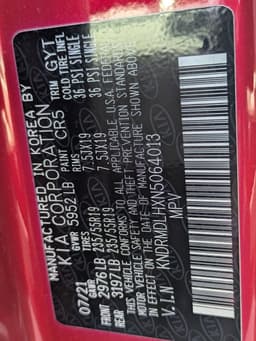 MANUFACTURED IN KOREA BY
KIA CORPORATION
07/21 GVWR 5952LB PAINT CR5 TRIM GYT
GAWR TIRES RIMS COLD TIRE INFL
FRONT 2976LB 235/55R19 7.5JX19 36 PSI SINGLE
REAR 3197LB 235/55R19 7.5JX19 36 PSI SINGLE
THIS VEHICLE CONFORMS TO ALL APPLICABLE U.S.A. FEDERAL
MOTOR VEHICLE SAFETY AND THEFT PREVENTION STANDARDS
IN EFFECT ON THE DATE OF MANUFACTURE SHOWN ABOVE.
V.I.N KNDRMDLHXN5064013
MPV